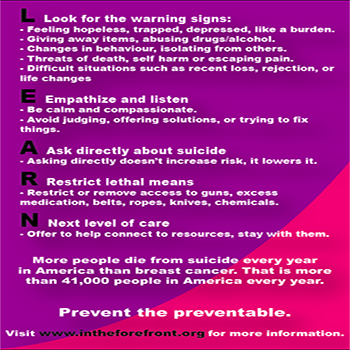 L Look for the warning signs:
- Feeling hopeless, trapped, depressed, like a burden.
- Giving away items, abusing drugs/alcohol.
- Changes in behaviour, isolating from others.
- Threats of death, self harm or escaping pain.
- Difficult situations such as recent loss, rejection, or
life changes
E Empathize and listen
- Be calm and compassionate.
- Avoid judging, offering solutions, or trying to fix
things.
A Ask directly about suicide
- Asking directly doesn't increase risk, it lowers it.
R Restrict lethal means
- Restrict or remove access to guns, excess
medication, belts, ropes, knives, chemicals.
N Next level of care
- Offer to help connect to resources, stay with them.
More people die from suicide every year
in America than breast cancer. That is more
than 41,000 people in America every year.
Prevent the preventable.
Visit www.intheforefront.org for more information.